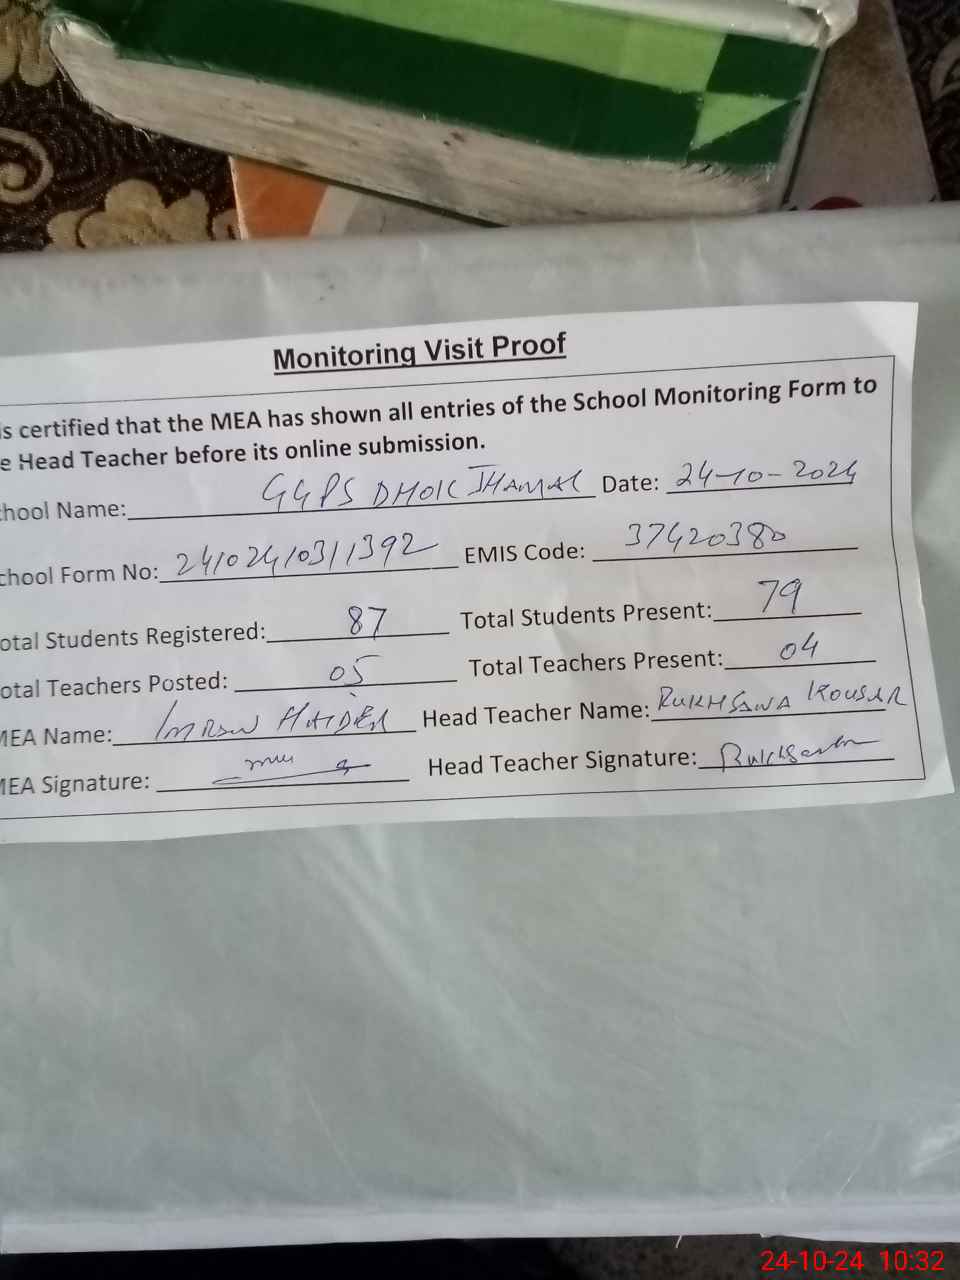 Monitoring Visit Proof
is certified that the MEA has shown all entries of the School Monitoring Form to
e Head Teacher before its online submission.
chool Name: GGPS DHOK JHAMAL Date: 24-10-2024
chool Form No: 24102410311392 EMIS Code: 37420380
otal Students Registered: 87 Total Students Present: 79
otal Teachers Posted: 05 Total Teachers Present: 04
MEA Name: IMRAN HAIDER Head Teacher Name: RUKHSANA KOUSAR
MEA Signature: Head Teacher Signature: Rukhsana
24-10-24 10:32